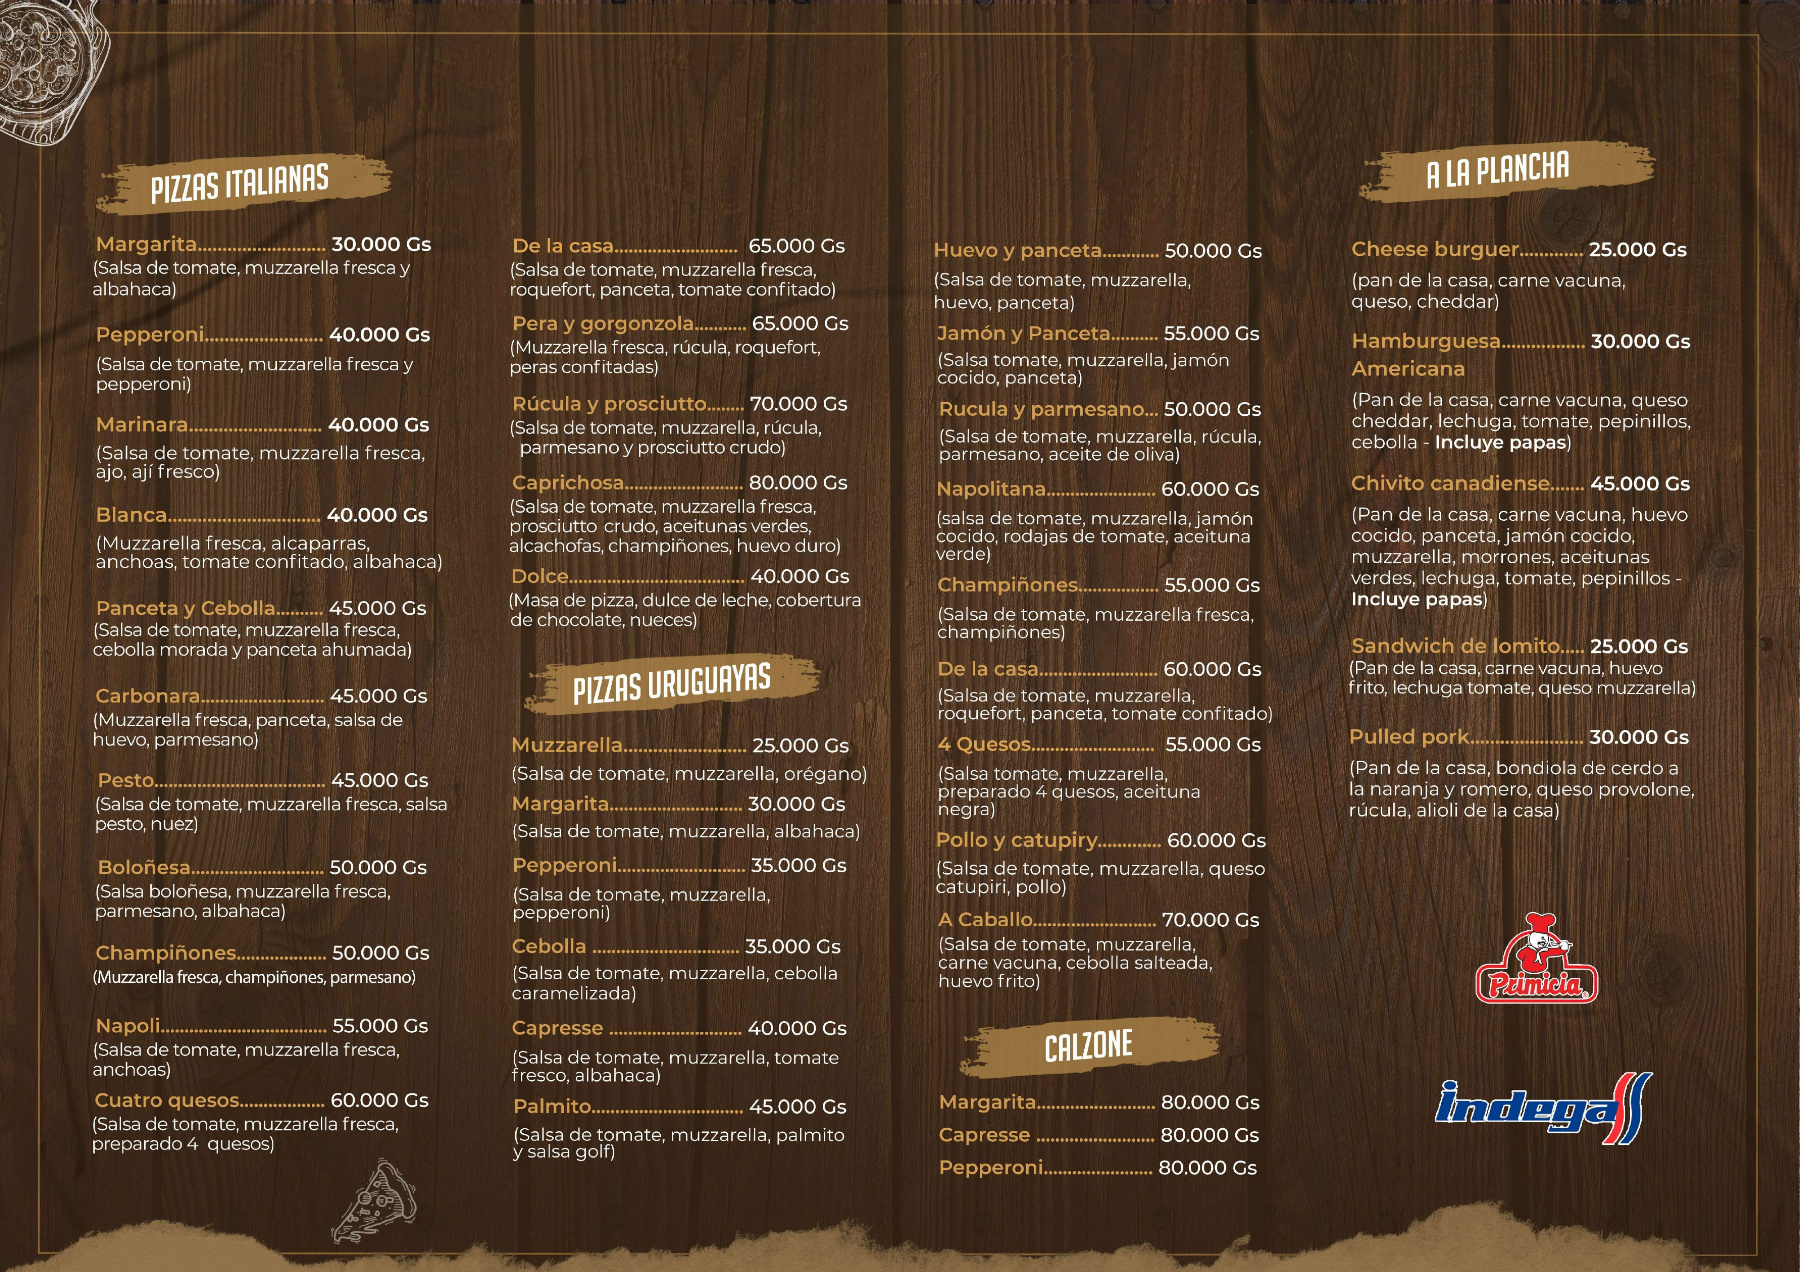 PIZZAS ITALIANAS
Margarita.......................... 30.000 Gs
(Salsa de tomate, muzzarella fresca y
albahaca)
Pepperoni........................ 40.000 Gs
(Salsa de tomate, muzzarella fresca y
pepperoni)
Marinara........................... 40.000 Gs
(Salsa de tomate, muzzarella fresca,
ajo, ají fresco)
Blanca............................... 40.000 Gs
(Muzzarella fresca, alcaparras,
anchoas, tomate confitado, albahaca)
Panceta y Cebolla.......... 45.000 Gs
(Salsa de tomate, muzzarella fresca,
cebolla morada y panceta ahumada)
Carbonara......................... 45.000 Gs
(Muzzarella fresca, panceta, salsa de
huevo, parmesano)
Pesto................................... 45.000 Gs
(Salsa de tomate, muzzarella fresca, salsa
pesto, nuez)
Boloñesa........................... 50.000 Gs
(Salsa boloñesa, muzzarella fresca,
parmesano, albahaca)
Champiñones.................. 50.000 Gs
(Muzzarella fresca, champiñones, parmesano)
Napoli.................................. 55.000 Gs
(Salsa de tomate, muzzarella fresca,
anchoas)
Cuatro quesos.................. 60.000 Gs
(Salsa de tomate, muzzarella fresca,
preparado 4 quesos)
De la casa......................... 65.000 Gs
(Salsa de tomate, muzzarella fresca,
roquefort, panceta, tomate confitado)
Pera y gorgonzola........... 65.000 Gs
(Muzzarella fresca, rúcula, roquefort,
peras confitadas)
Rúcula y prosciutto........ 70.000 Gs
(Salsa de tomate, muzzarella, rúcula,
parmesano y prosciutto crudo)
Caprichosa........................ 80.000 Gs
(Salsa de tomate, muzzarella fresca,
prosciutto crudo, aceitunas verdes,
alcachofas, champiñones, huevo duro)
Dolce................................... 40.000 Gs
(Masa de pizza, dulce de leche, cobertura
de chocolate, nueces)
PIZZAS URUGUAYAS
Muzzarella......................... 25.000 Gs
(Salsa de tomate, muzzarella, orégano)
Margarita........................... 30.000 Gs
(Salsa de tomate, muzzarella, albahaca)
Pepperoni.......................... 35.000 Gs
(Salsa de tomate, muzzarella,
pepperoni)
Cebolla .............................. 35.000 Gs
(Salsa de tomate, muzzarella, cebolla
caramelizada)
Capresse ........................... 40.000 Gs
(Salsa de tomate, muzzarella, tomate
fresco, albahaca)
Palmito............................... 45.000 Gs
(Salsa de tomate, muzzarella, palmito
y salsa golf)
Huevo y panceta............ 50.000 Gs
(Salsa de tomate, muzzarella,
huevo, panceta)
Jamón y Panceta.......... 55.000 Gs
(Salsa tomate, muzzarella, jamón
cocido, panceta)
Rucula y parmesano... 50.000 Gs
(Salsa de tomate, muzzarella, rúcula,
parmesano, aceite de oliva)
Napolitana....................... 60.000 Gs
(salsa de tomate, muzzarella, jamón
cocido, rodajas de tomate, aceituna
verde)
Champiñones................. 55.000 Gs
(Salsa de tomate, muzzarella fresca,
champiñones)
De la casa......................... 60.000 Gs
(Salsa de tomate, muzzarella,
roquefort, panceta, tomate confitado)
4 Quesos.......................... 55.000 Gs
(Salsa tomate, muzzarella,
preparado 4 quesos, aceituna
negra)
Pollo y catupiry............. 60.000 Gs
(Salsa de tomate, muzzarella, queso
catupiri, pollo)
A Caballo.......................... 70.000 Gs
(Salsa de tomate, muzzarella,
carne vacuna, cebolla salteada,
huevo frito)
CALZONE
Margarita......................... 80.000 Gs
Capresse ......................... 80.000 Gs
Pepperoni....................... 80.000 Gs
A LA PLANCHA
Cheese burguer............. 25.000 Gs
(pan de la casa, carne vacuna,
queso, cheddar)
Hamburguesa................. 30.000 Gs
Americana
(Pan de la casa, carne vacuna, queso
cheddar, lechuga, tomate, pepinillos,
cebolla - Incluye papas)
Chivito canadiense....... 45.000 Gs
(Pan de la casa, carne vacuna, huevo
cocido, panceta, jamón cocido,
muzzarella, morrones, aceitunas
verdes, lechuga, tomate, pepinillos -
Incluye papas)
Sandwich de lomito..... 25.000 Gs
(Pan de la casa, carne vacuna, huevo
frito, lechuga tomate, queso muzzarella)
Pulled pork....................... 30.000 Gs
(Pan de la casa, bondiola de cerdo a
la naranja y romero, queso provolone,
rúcula, alioli de la casa)
Primicia
indega